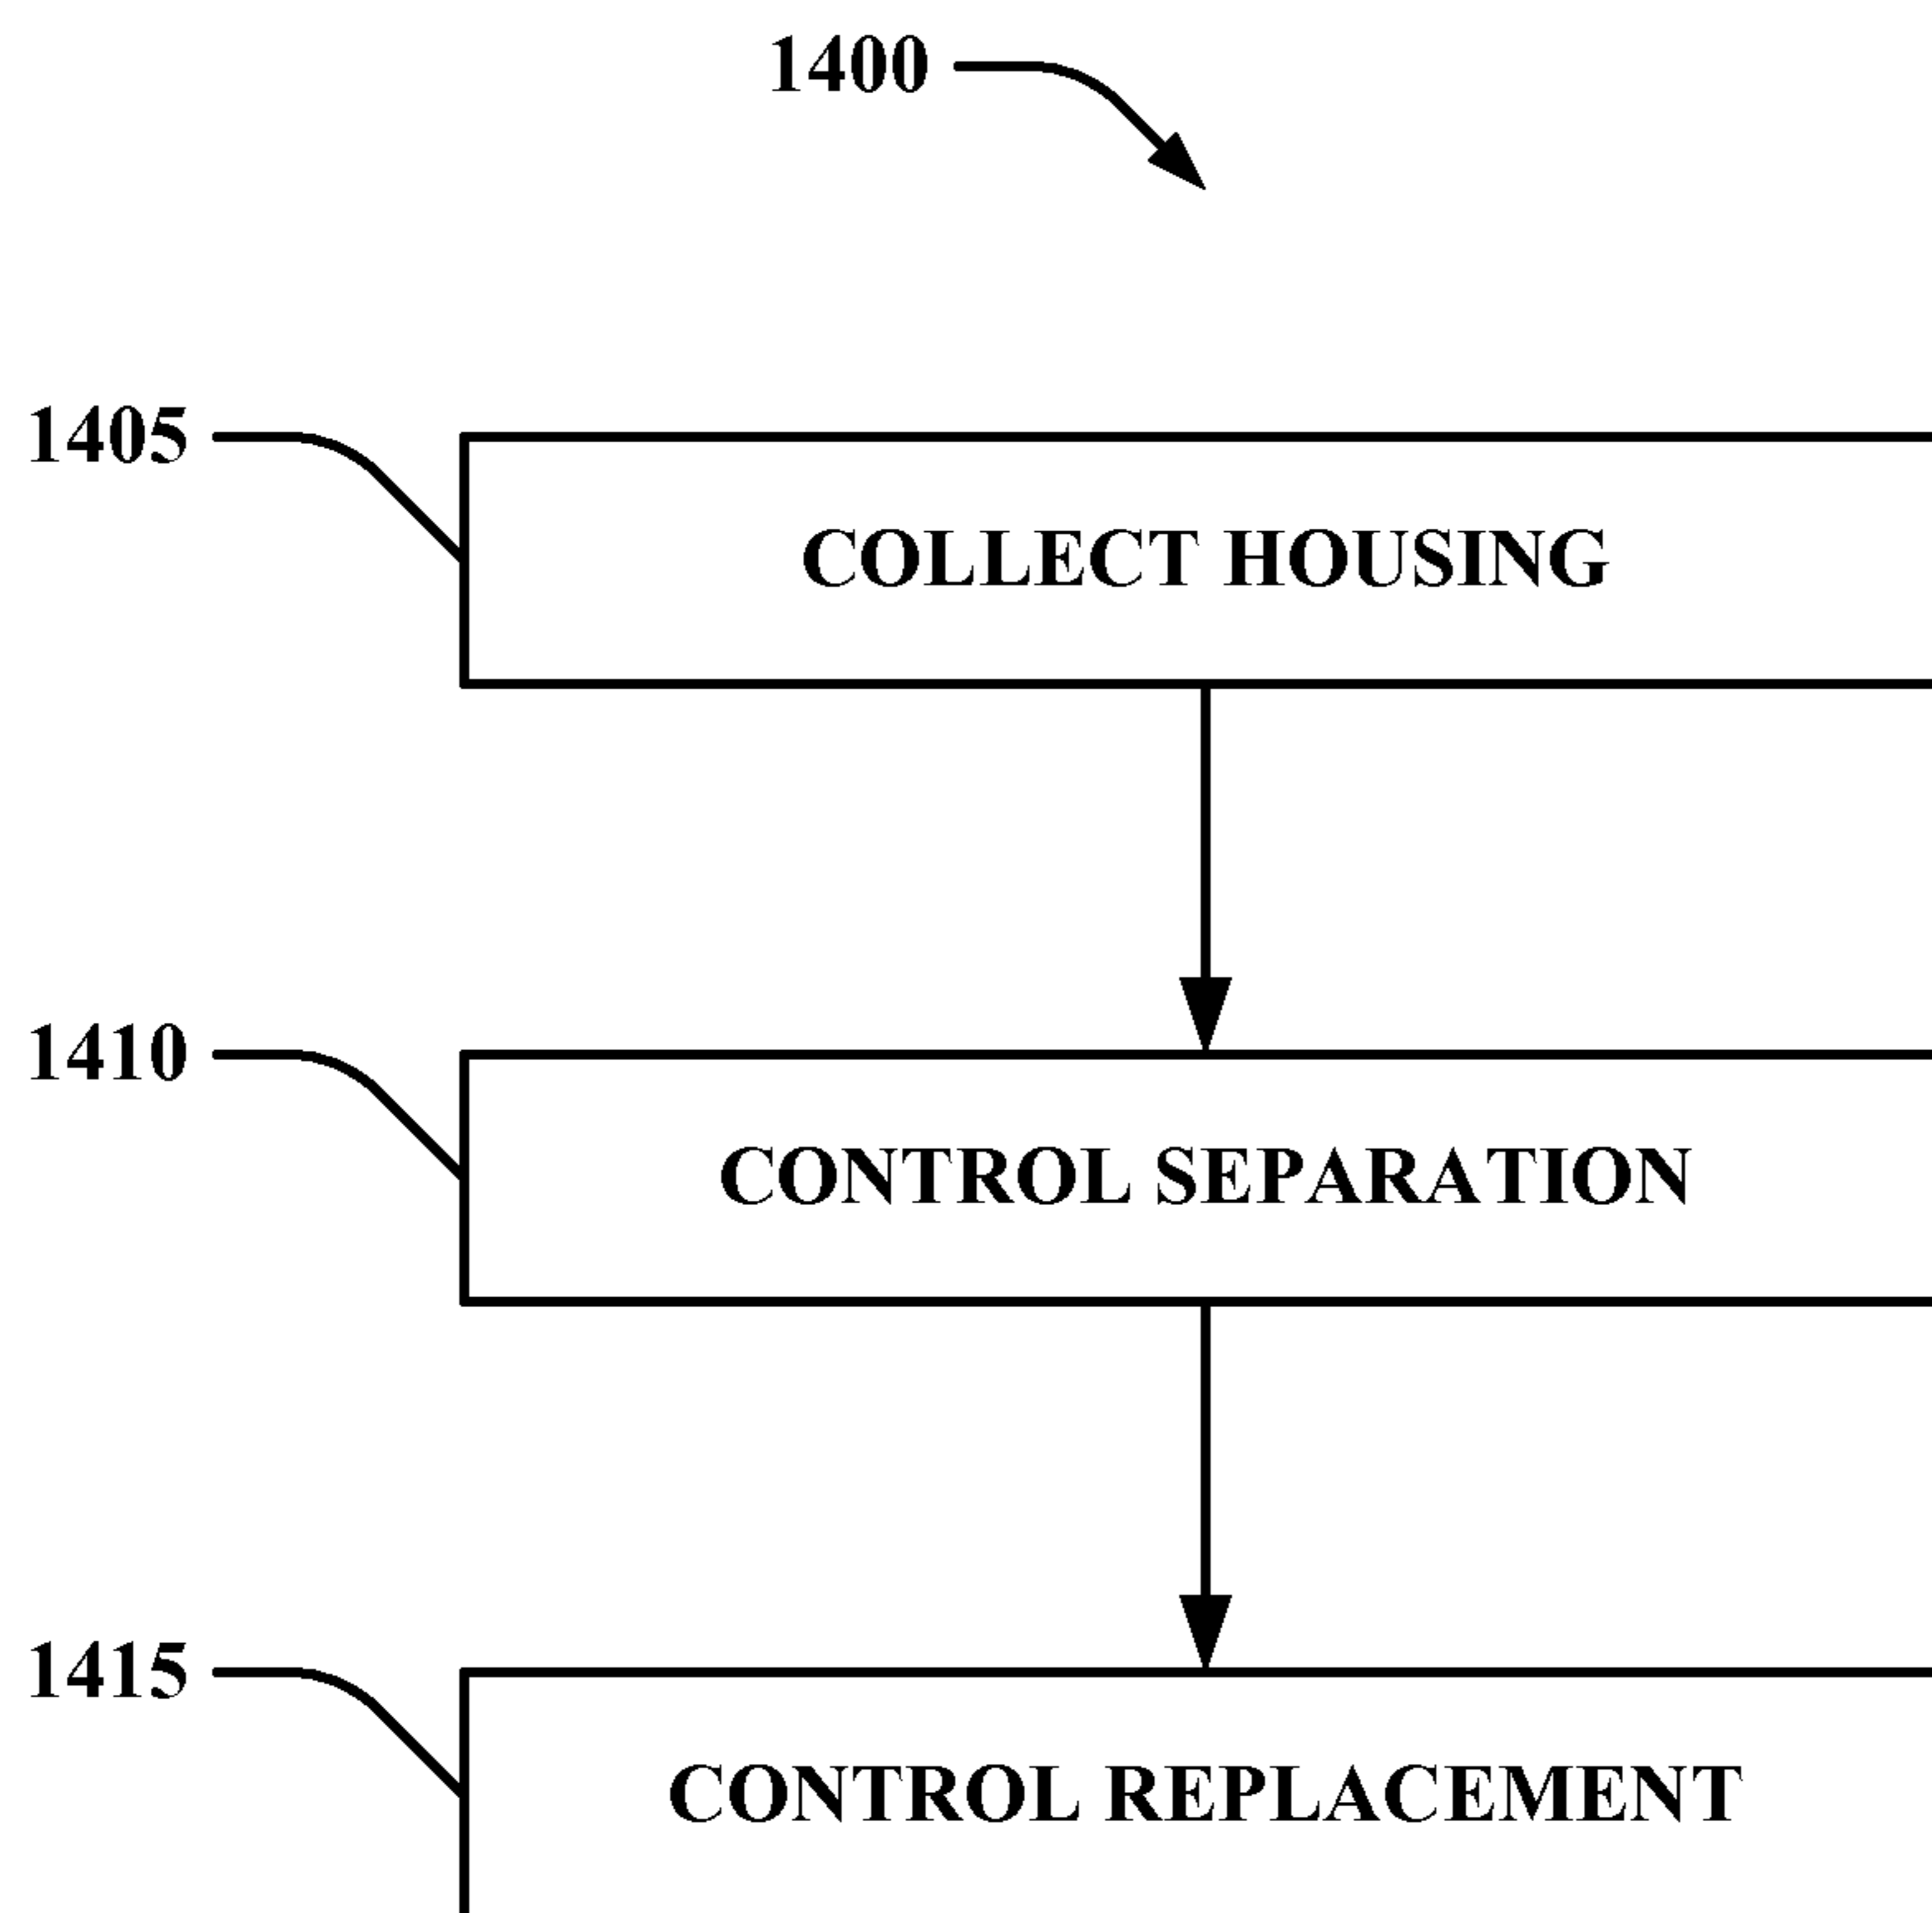 1400
1405
COLLECT HOUSING
1410
CONTROL SEPARATION
1415
CONTROL REPLACEMENT